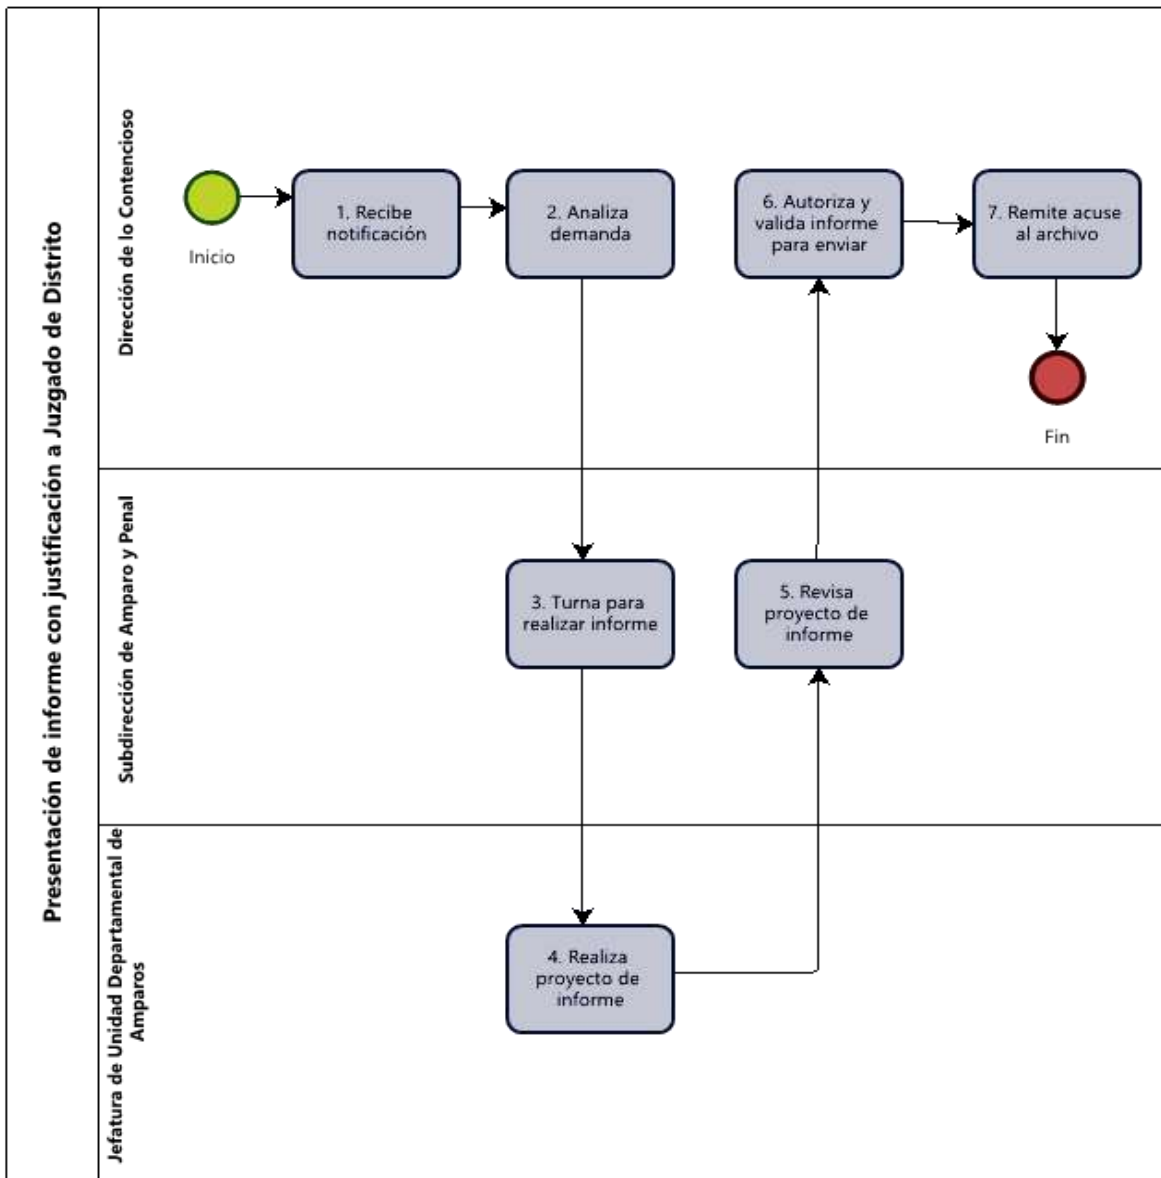 Presentación de informe con justificación a Juzgado de Distrito
Dirección de lo Contencioso
Inicio
1. Recibe
notificación
2. Analiza
demanda
6. Autoriza y
valida informe
para enviar
7. Remite acuse
al archivo
Fin
Subdirección de Amparo y Penal
3. Turna para
realizar informe
5. Revisa
proyecto de
informe
Jefatura de Unidad Departamental de
Amparos
4. Realiza
proyecto de
informe